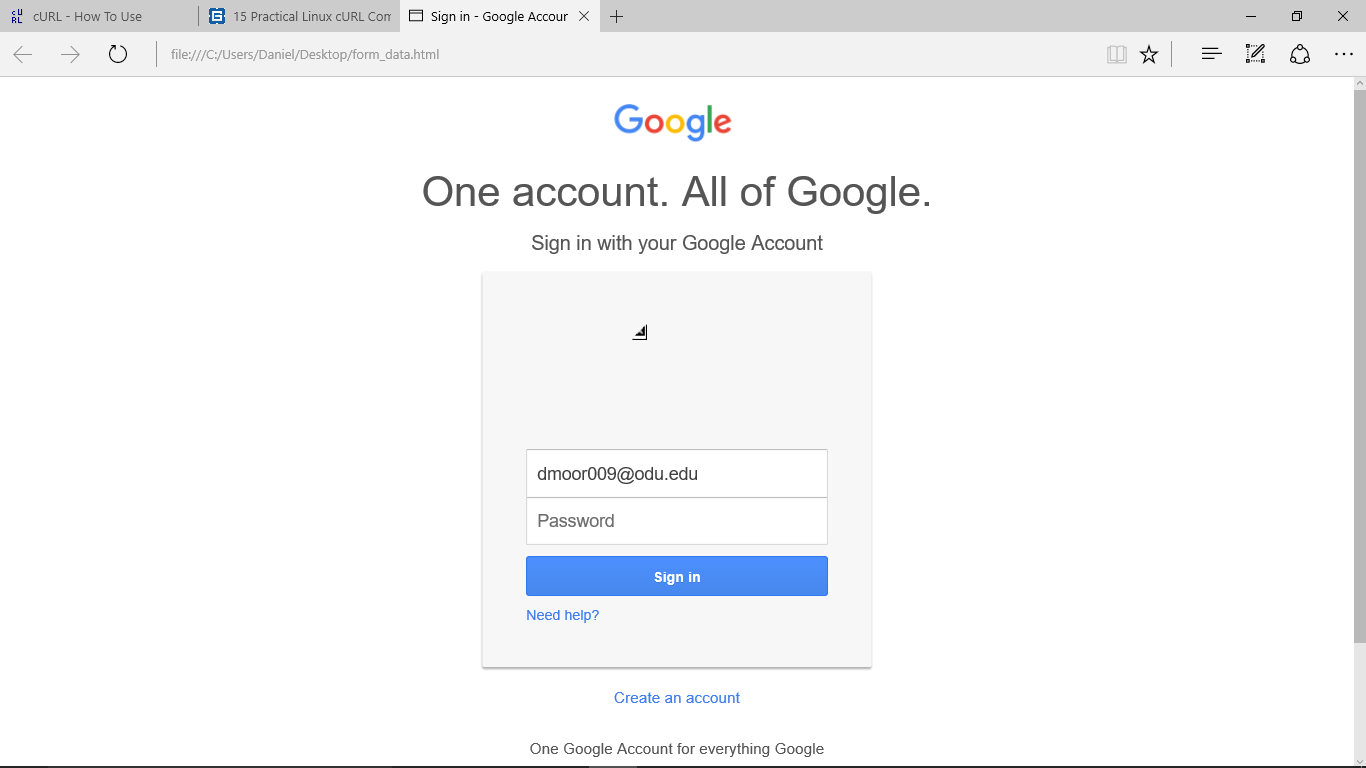 cURL - How To Use
15 Practical Linux cURL Com
Sign in - Google Accour
file:///C:/Users/Daniel/Desktop/form_data.html
Google
One account. All of Google.
Sign in with your Google Account
dmoor009@odu.edu
Password
Sign in
Need help?
Create an account
One Google Account for everything Google